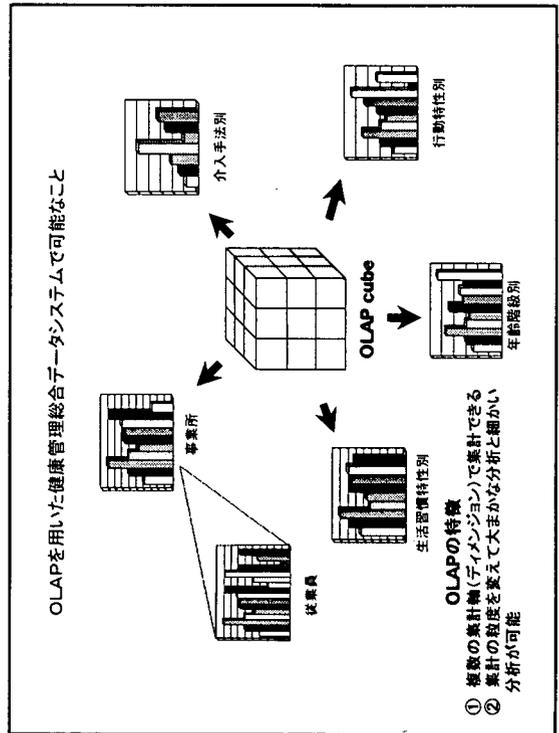 OLAPを用いた健康管理総合データシステムで可能なこと
介入手法別
事業所
行動特性別
従業員
OLAP cube
生活習慣特性別
年齢階級別
OLAPの特徴
① 複数の集計軸(ディメンジョン)で集計できる
② 集計の粒度を変えて大まかな分析と細かい
分析が可能